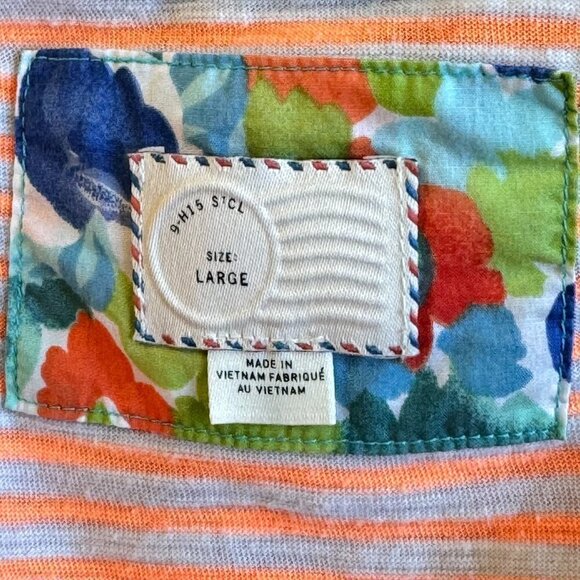 9-H15 STCL
SIZE:
LARGE
MADE IN
VIETNAM FABRIQUÉ
AU VIETNAM